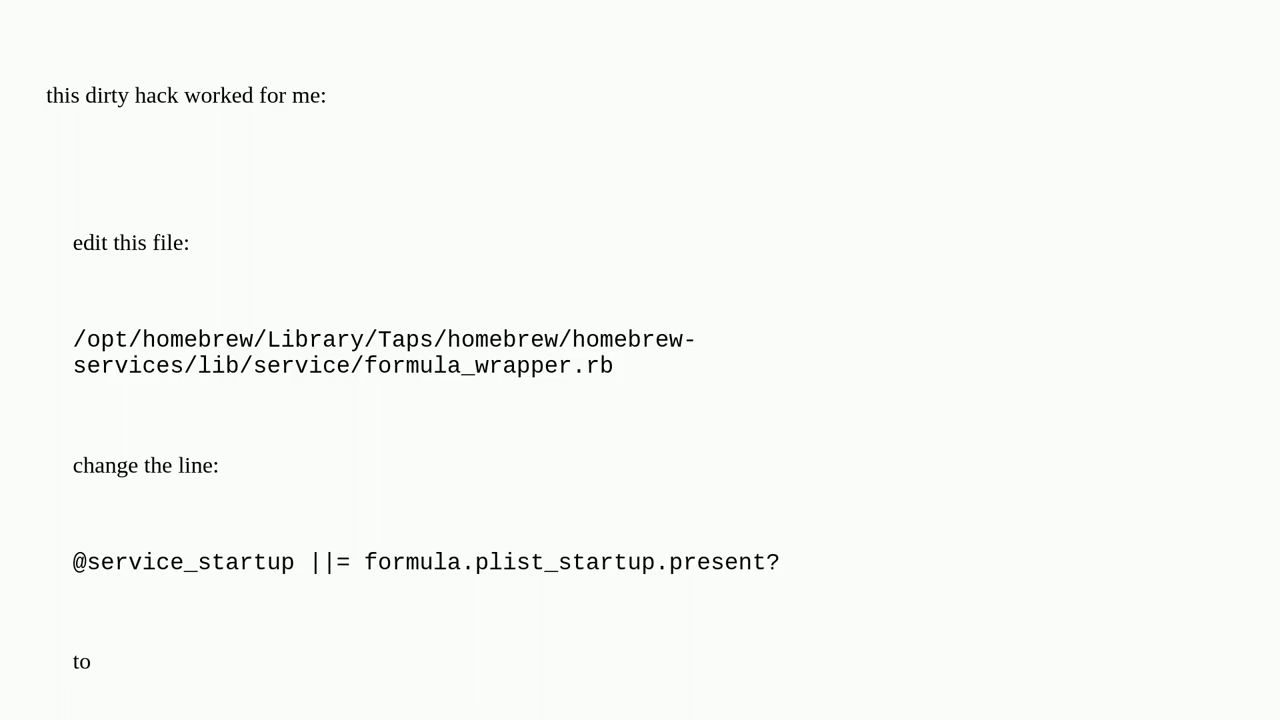 this dirty hack worked for me:
edit this file:
/opt/homebrew/Library/Taps/homebrew/homebrew-
services/lib/service/formula_wrapper.rb
change the line:
@service_startup ||= formula.plist_startup.present?
to